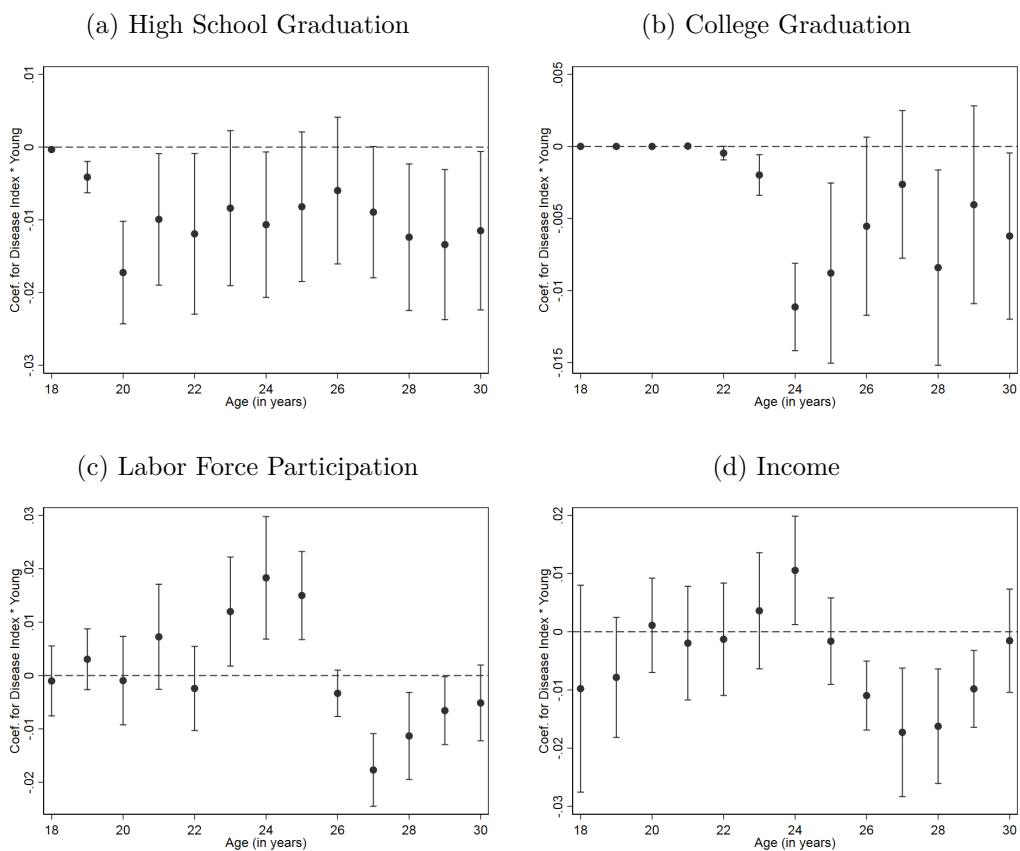 (a) High School Graduation
Coef. for Disease Index * Young
.01
0
-.01
-.02
-.03
18 20 22 24 26 28 30
Age (in years)
(b) College Graduation
Coef. for Disease Index * Young
.005
0
-.005
-.01
-.015
18 20 22 24 26 28 30
Age (in years)
(c) Labor Force Participation
Coef. for Disease Index * Young
.03
.02
.01
0
-.01
-.02
18 20 22 24 26 28 30
Age (in years)
(d) Income
Coef. for Disease Index * Young
.02
.01
0
-.01
-.02
-.03
18 20 22 24 26 28 30
Age (in years)